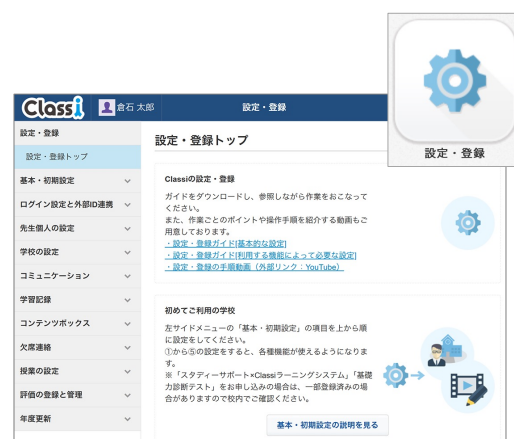 Classi
倉石 太郎
設定・登録
設定・登録
設定・登録
設定・登録トップ
基本・初期設定
ログイン設定と外部ID連携
先生個人の設定
学校の設定
コミュニケーション
学習記録
コンテンツボックス
欠席連絡
授業の設定
評価の登録と管理
年度更新
設定・登録トップ
Classiの設定・登録
ガイドをダウンロードし、参照しながら作業をおこなって
ください。
また、作業ごとのポイントや操作手順を紹介する動画もご
用意しております。
・設定・登録ガイド[基本的な設定]
・設定・登録ガイド[利用する機能によって必要な設定]
・設定・登録の手順動画（外部リンク：YouTube）
初めてご利用の学校
左サイドメニューの「基本・初期設定」の項目を上から順
に設定をしてください。
①から⑤の設定をすると、各種機能が使えるようになりま
す。
※「スタディーサポート×Classiラーニングシステム」「基礎
力診断テスト」をお申し込みの場合は、一部登録済みの場
合がありますので校内でご確認ください。
基本・初期設定の説明を見る